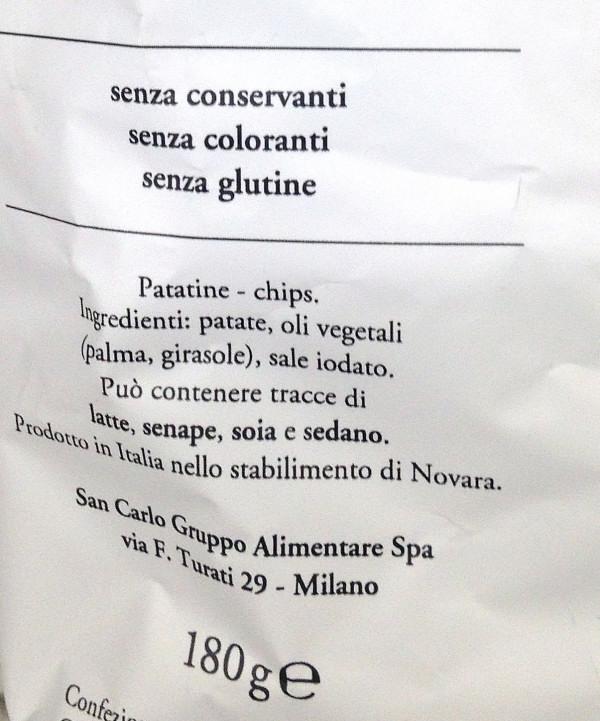 senza conservanti
senza coloranti
senza glutine
Patatine - chips.
Ingredienti: patate, oli vegetali
(palma, girasole), sale iodato.
Può contenere tracce di
latte, senape, soia e sedano.
Prodotto in Italia nello stabilimento di Novara.
San Carlo Gruppo Alimentare Spa
via F. Turati 29 - Milano
180g℮